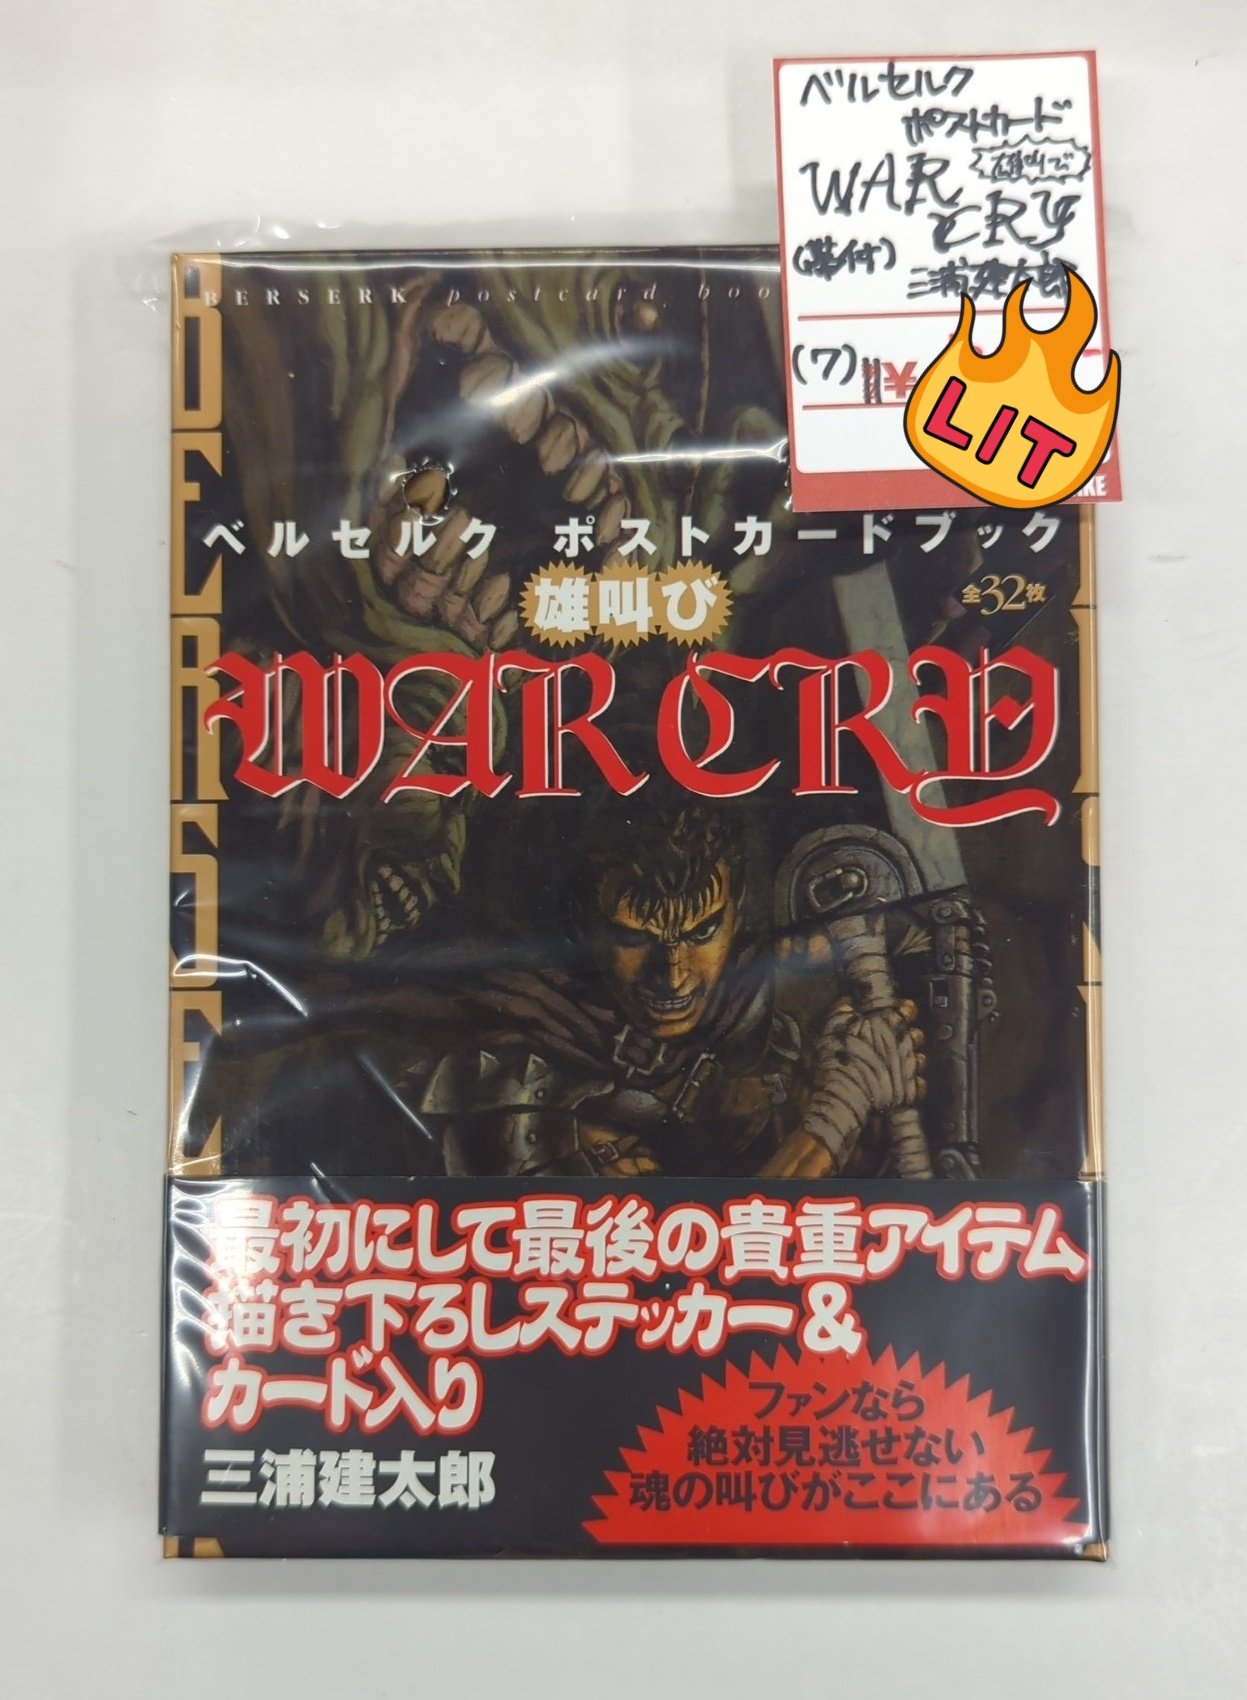 ベルセルク
ポストカード
WAR
雄叫び
CRY
(帯付)
三浦建太郎
(7)
¥
LIT
BERSERK postcard boo
ベルセルク ポストカードブック
雄叫び
全32枚
WAR CRY
BERSE
最初にして最後の貴重アイテム
描き下ろしステッカー&
カード入り
三浦建太郎
ファンなら
絶対見逃せない
魂の叫びがここにある